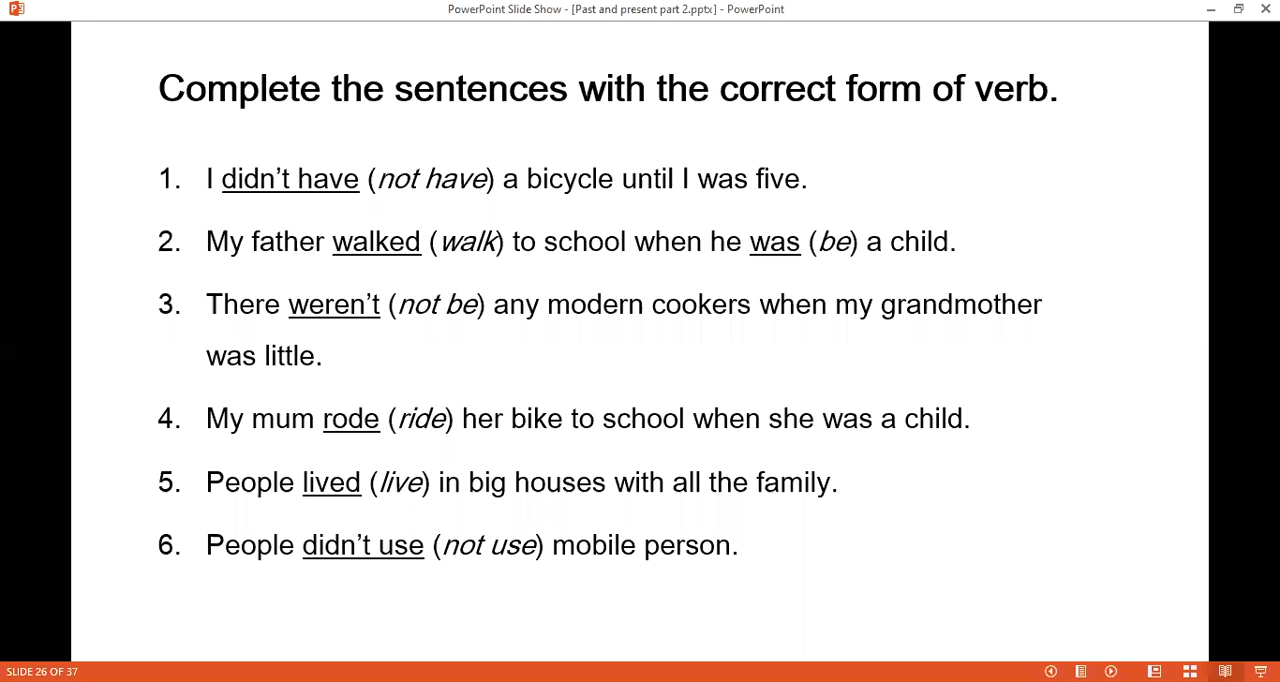 PowerPoint Slide Show - [Past and present part 2.pptx] - PowerPoint
Complete the sentences with the correct form of verb.
1. I didn't have (not have) a bicycle until I was five.
2. My father walked (walk) to school when he was (be) a child.
3. There weren't (not be) any modern cookers when my grandmother
was little.
4. My mum rode (ride) her bike to school when she was a child.
5. People lived (live) in big houses with all the family.
6. People didn't use (not use) mobile person.
SLIDE 26 OF 37